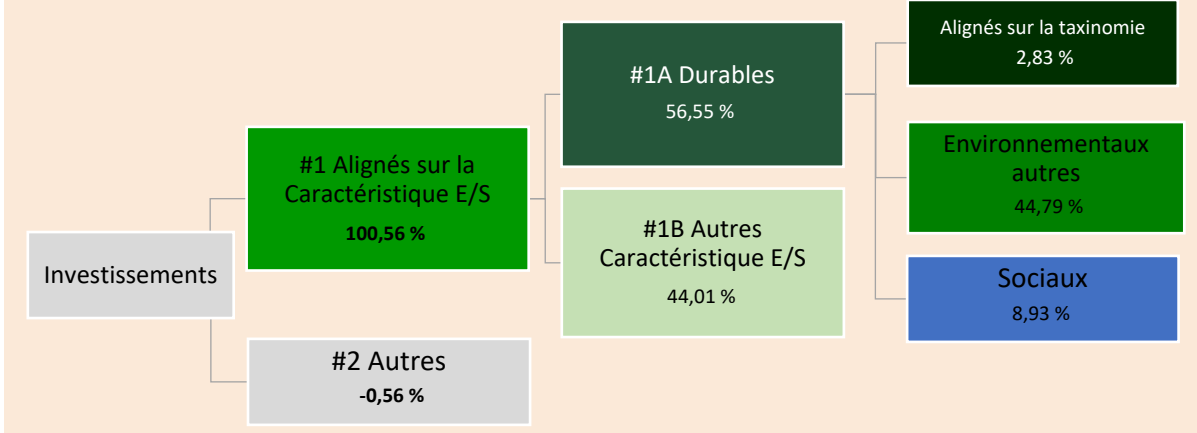 Investissements
#1 Alignés sur la
Caractéristique E/S
100,56 %
#2 Autres
-0,56 %
#1A Durables
56,55 %
#1B Autres
Caractéristique E/S
44,01 %
Alignés sur la taxinomie
2,83 %
Environnementaux
autres
44,79 %
Sociaux
8,93 %